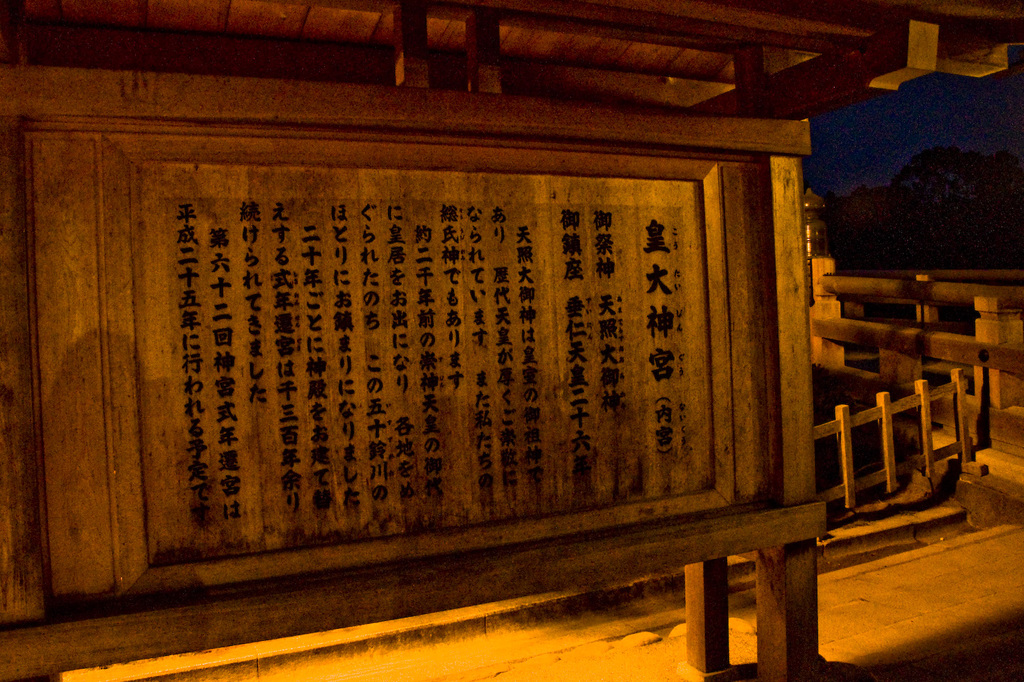 皇大神宮（内宮）
御祭神 天照大御神
御鎮座 垂仁天皇二十六年
天照大御神は皇室の御祖神で
あり 歴代天皇が厚くご崇敬に
なられています また私たちの
総氏神でもあります
約二千年前の崇神天皇の御代
に皇居をお出になり 各地をめ
ぐられたのち この五十鈴川の
ほとりにお鎮まりになりました
二十年ごとに神殿をお建て替
えする式年遷宮は千三百年余り
続けられてきました
第六十二回神宮式年遷宮は
平成二十五年に行われる予定です